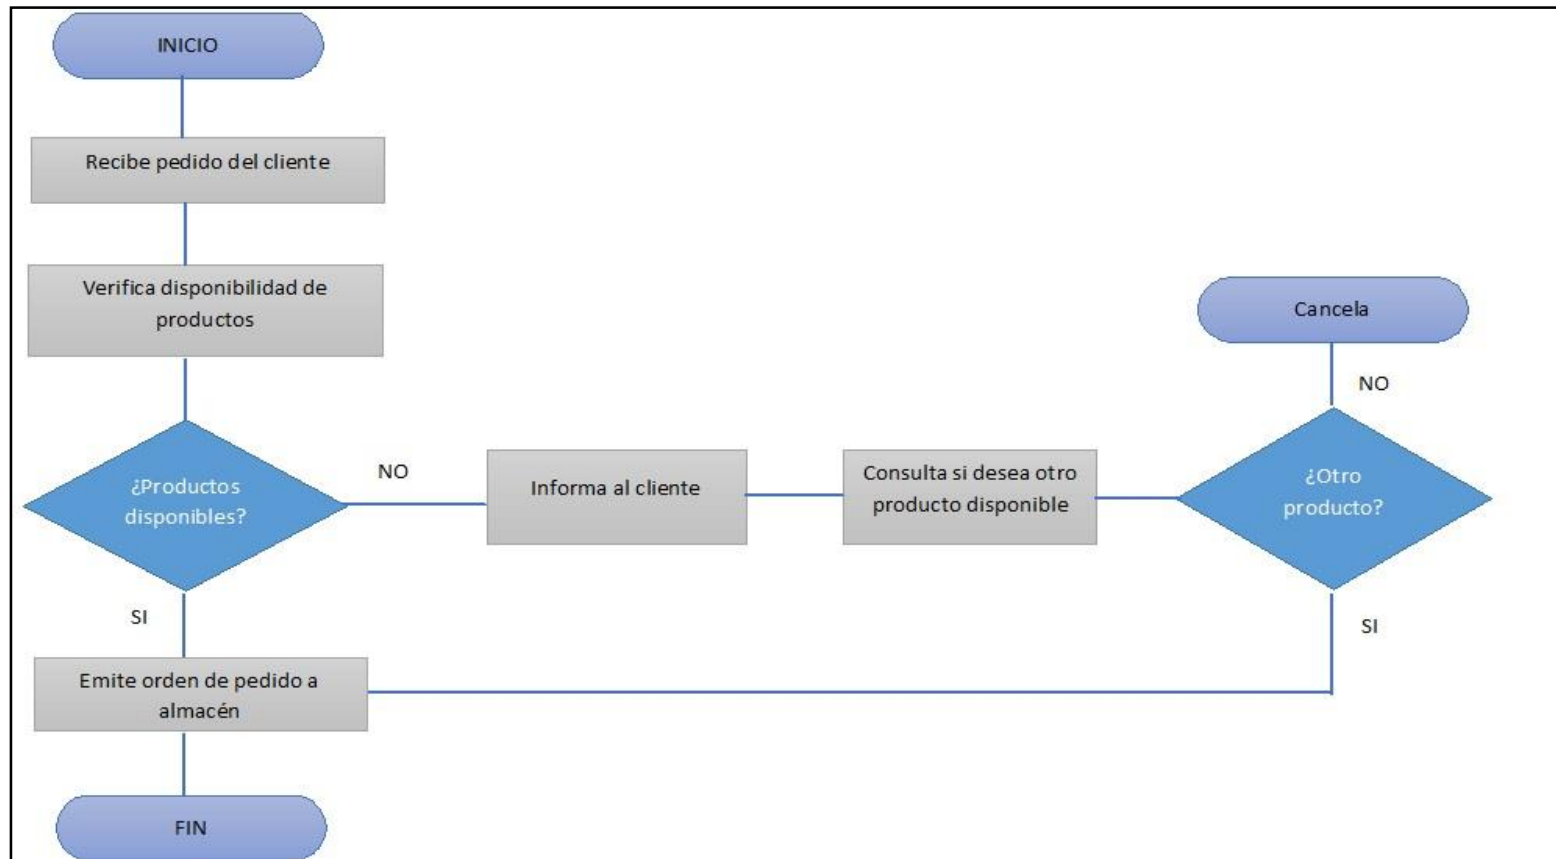 INICIO
Recibe pedido del cliente
Verifica disponibilidad de
productos
¿Productos
disponibles?
NO
Informa al cliente
Consulta si desea otro
producto disponible
¿Otro
producto?
NO
Cancela
SI
SI
Emite orden de pedido a
almacén
FIN